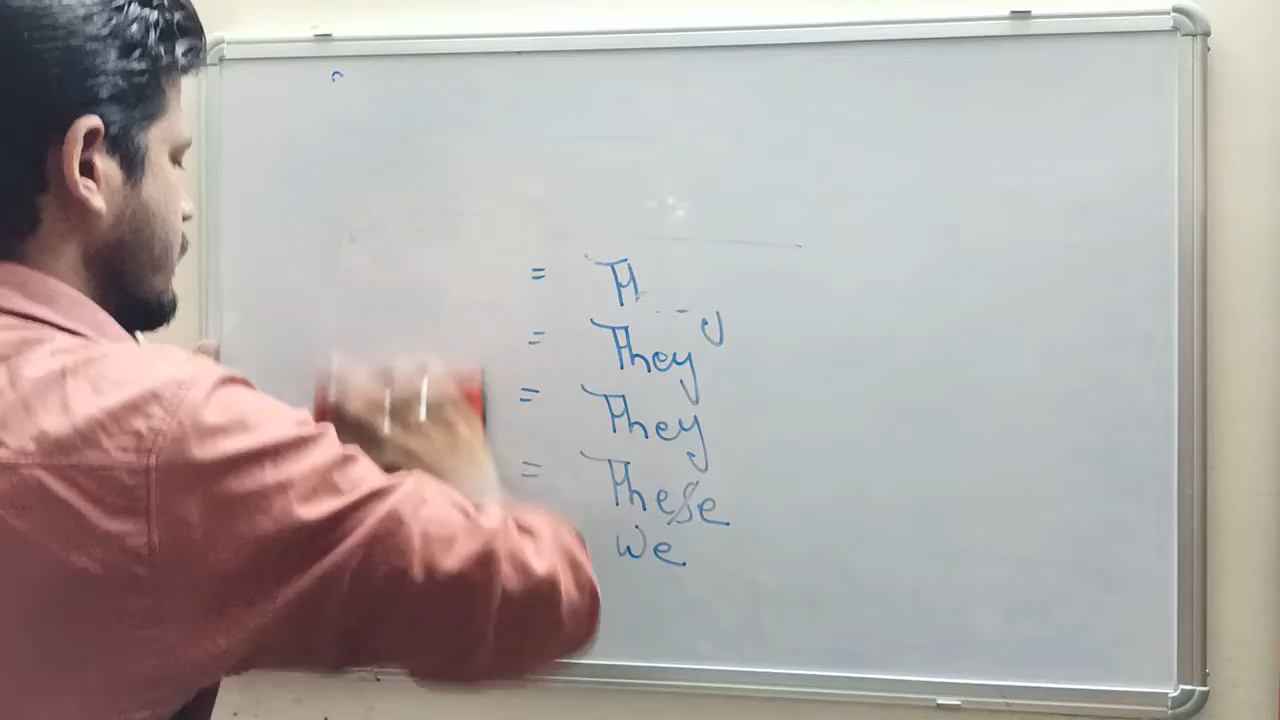 =
= They
= They
= These
We